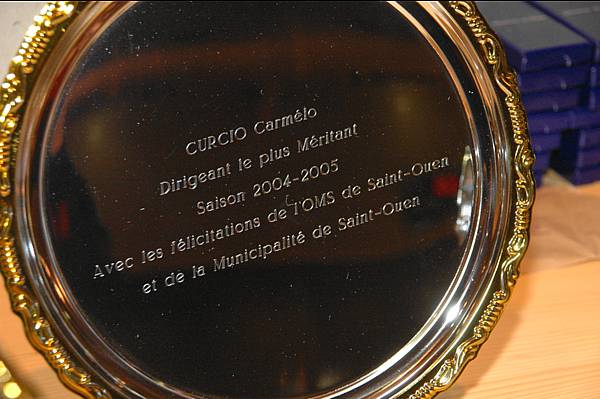 CURCIO Carmélo
Dirigeant le plus Méritant
Saison 2004-2005
Avec les félicitations de l'OMS de Saint-Ouen
et de la Municipalité de Saint-Ouen